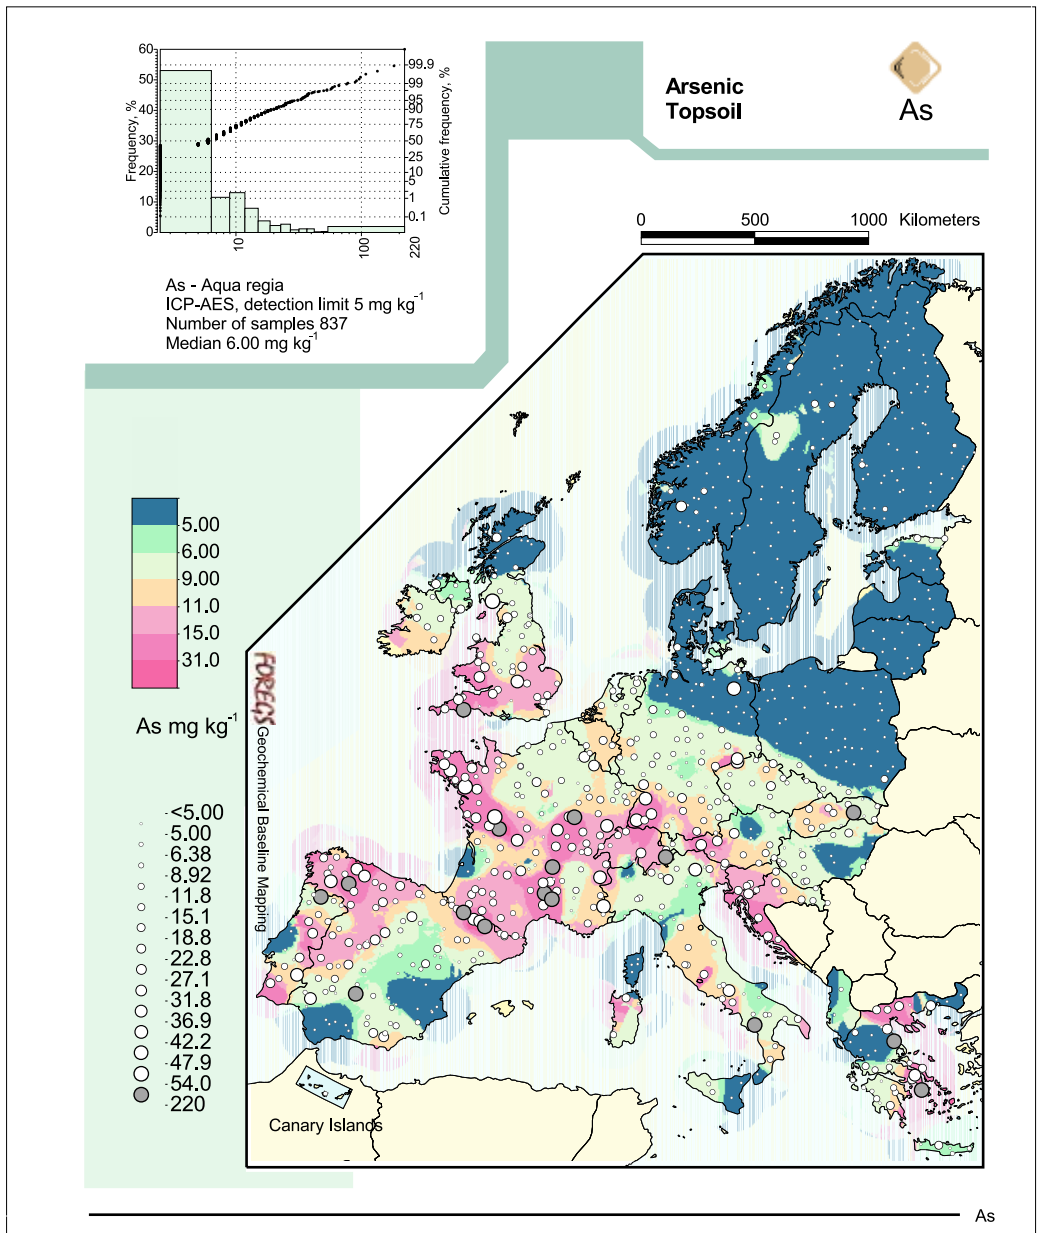 Arsenic
Topsoil
As
60
50
40
30
20
10
0
Frequency, %
99.9
99
95
90
75
50
25
10
5
1
0.1
Cumulative frequency, %
10
100
220
As - Aqua regia
ICP-AES, detection limit 5 mg kg⁻¹
Number of samples 837
Median 6.00 mg kg⁻¹
0 500 1000 Kilometers
5.00
6.00
9.00
11.0
15.0
31.0
As mg kg⁻¹
<5.00
5.00
6.38
8.92
11.8
15.1
18.8
22.8
27.1
31.8
36.9
42.2
47.9
54.0
220
FOREGS
Geochemical Baseline Mapping
Canary Islands
As